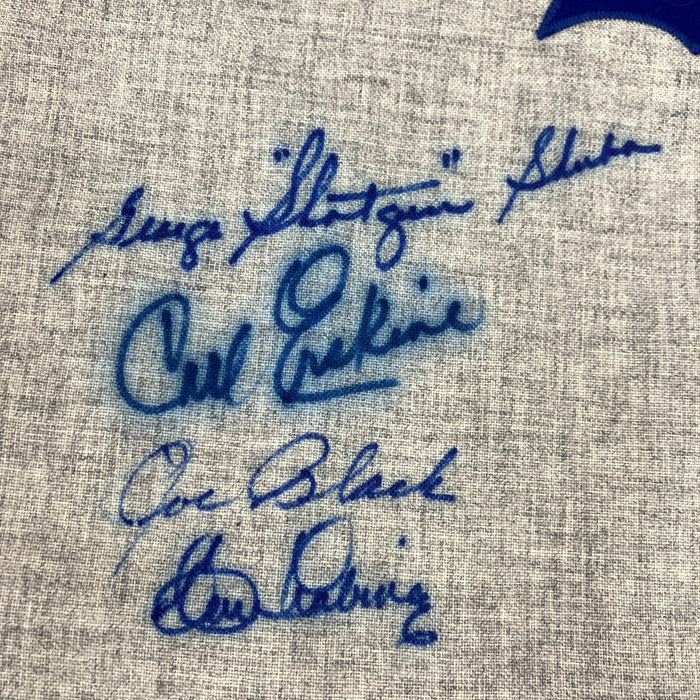 George "Shotgun" Shuba
Carl Erskine
Joe Black
Clem Labine